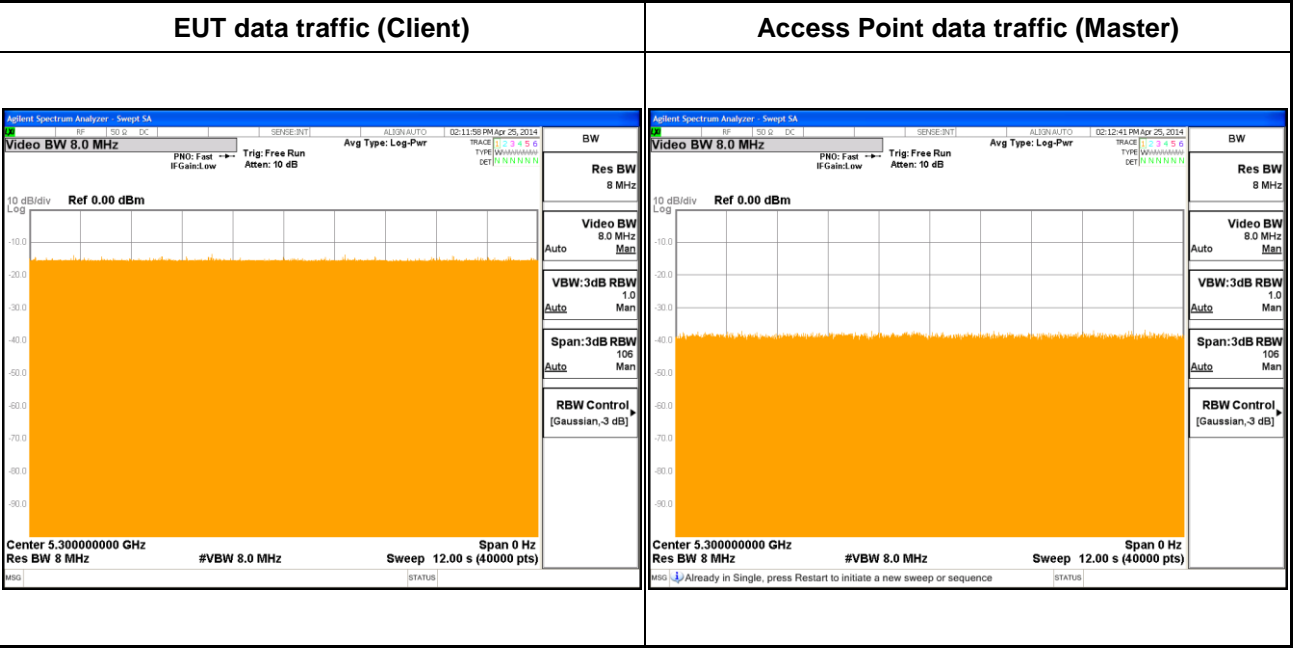 EUT data traffic (Client)
Access Point data traffic (Master)
Agilent Spectrum Analyzer - Swept SA
RF 50 Ω DC SENSE:INT ALIGN AUTO 02:11:58 PM Apr 25, 2014
Video BW 8.0 MHz
PNO: Fast
IFGain:Low
Trig: Free Run
Atten: 10 dB
Avg Type: Log-Pwr
TRACE 1 2 3 4 5 6
TYPE
DET N N N N N N
10 dB/div
Log
Ref 0.00 dBm
-10.0
-20.0
-30.0
-40.0
-50.0
-60.0
-70.0
-80.0
-90.0
Center 5.300000000 GHz
Span 0 Hz
Res BW 8 MHz
#VBW 8.0 MHz
Sweep 12.00 s (40000 pts)
MSG
STATUS
BW
Res BW
8 MHz
Video BW
8.0 MHz
Auto Man
VBW:3dB RBW
1.0
Auto Man
Span:3dB RBW
106
Auto Man
RBW Control
[Gaussian,-3 dB]
Agilent Spectrum Analyzer - Swept SA
RF 50 Ω DC SENSE:INT ALIGN AUTO 02:12:41 PM Apr 25, 2014
Video BW 8.0 MHz
PNO: Fast
IFGain:Low
Trig: Free Run
Atten: 10 dB
Avg Type: Log-Pwr
TRACE 1 2 3 4 5 6
TYPE
DET N N N N N N
10 dB/div
Log
Ref 0.00 dBm
-10.0
-20.0
-30.0
-40.0
-50.0
-60.0
-70.0
-80.0
-90.0
Center 5.300000000 GHz
Span 0 Hz
Res BW 8 MHz
#VBW 8.0 MHz
Sweep 12.00 s (40000 pts)
MSG
Already in Single, press Restart to initiate a new sweep or sequence
STATUS
BW
Res BW
8 MHz
Video BW
8.0 MHz
Auto Man
VBW:3dB RBW
1.0
Auto Man
Span:3dB RBW
106
Auto Man
RBW Control
[Gaussian,-3 dB]